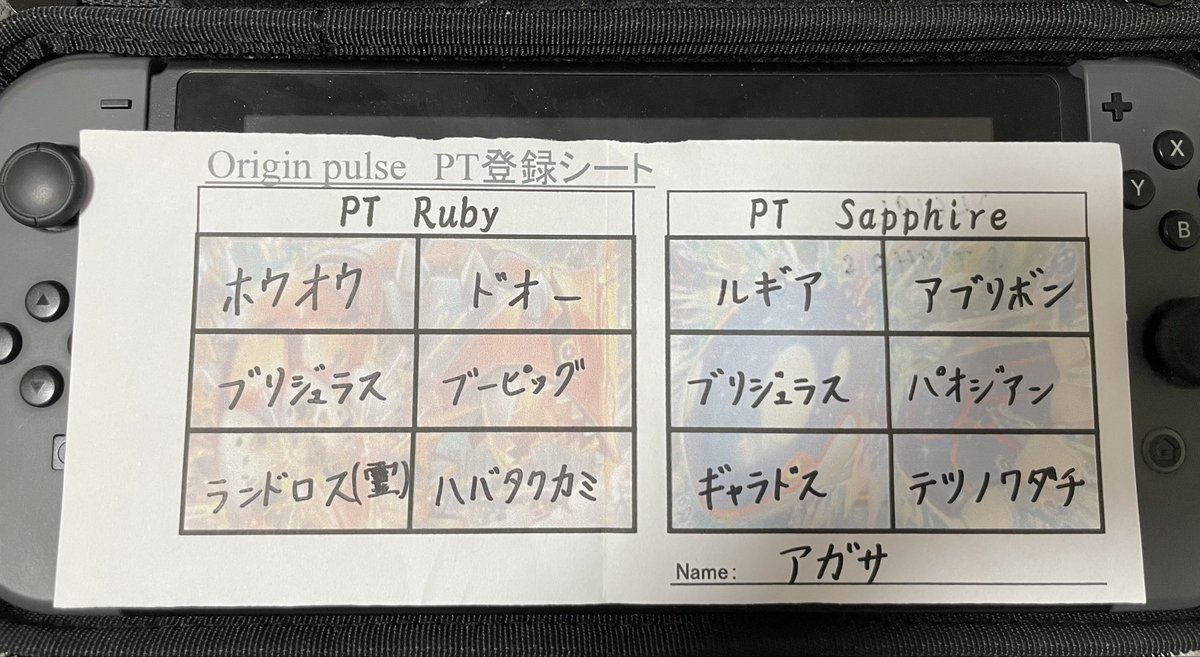 Origin pulse PT登録シート
PT Ruby
ホウオウ ドオー
ブリジュラス ブーピッグ
ランドロス(霊) ハバタクカミ
PT Sapphire
ルギア アブリボン
ブリジュラス パオジアン
ギャラドス テツノワダチ
Name: アガサ
X
Y
B